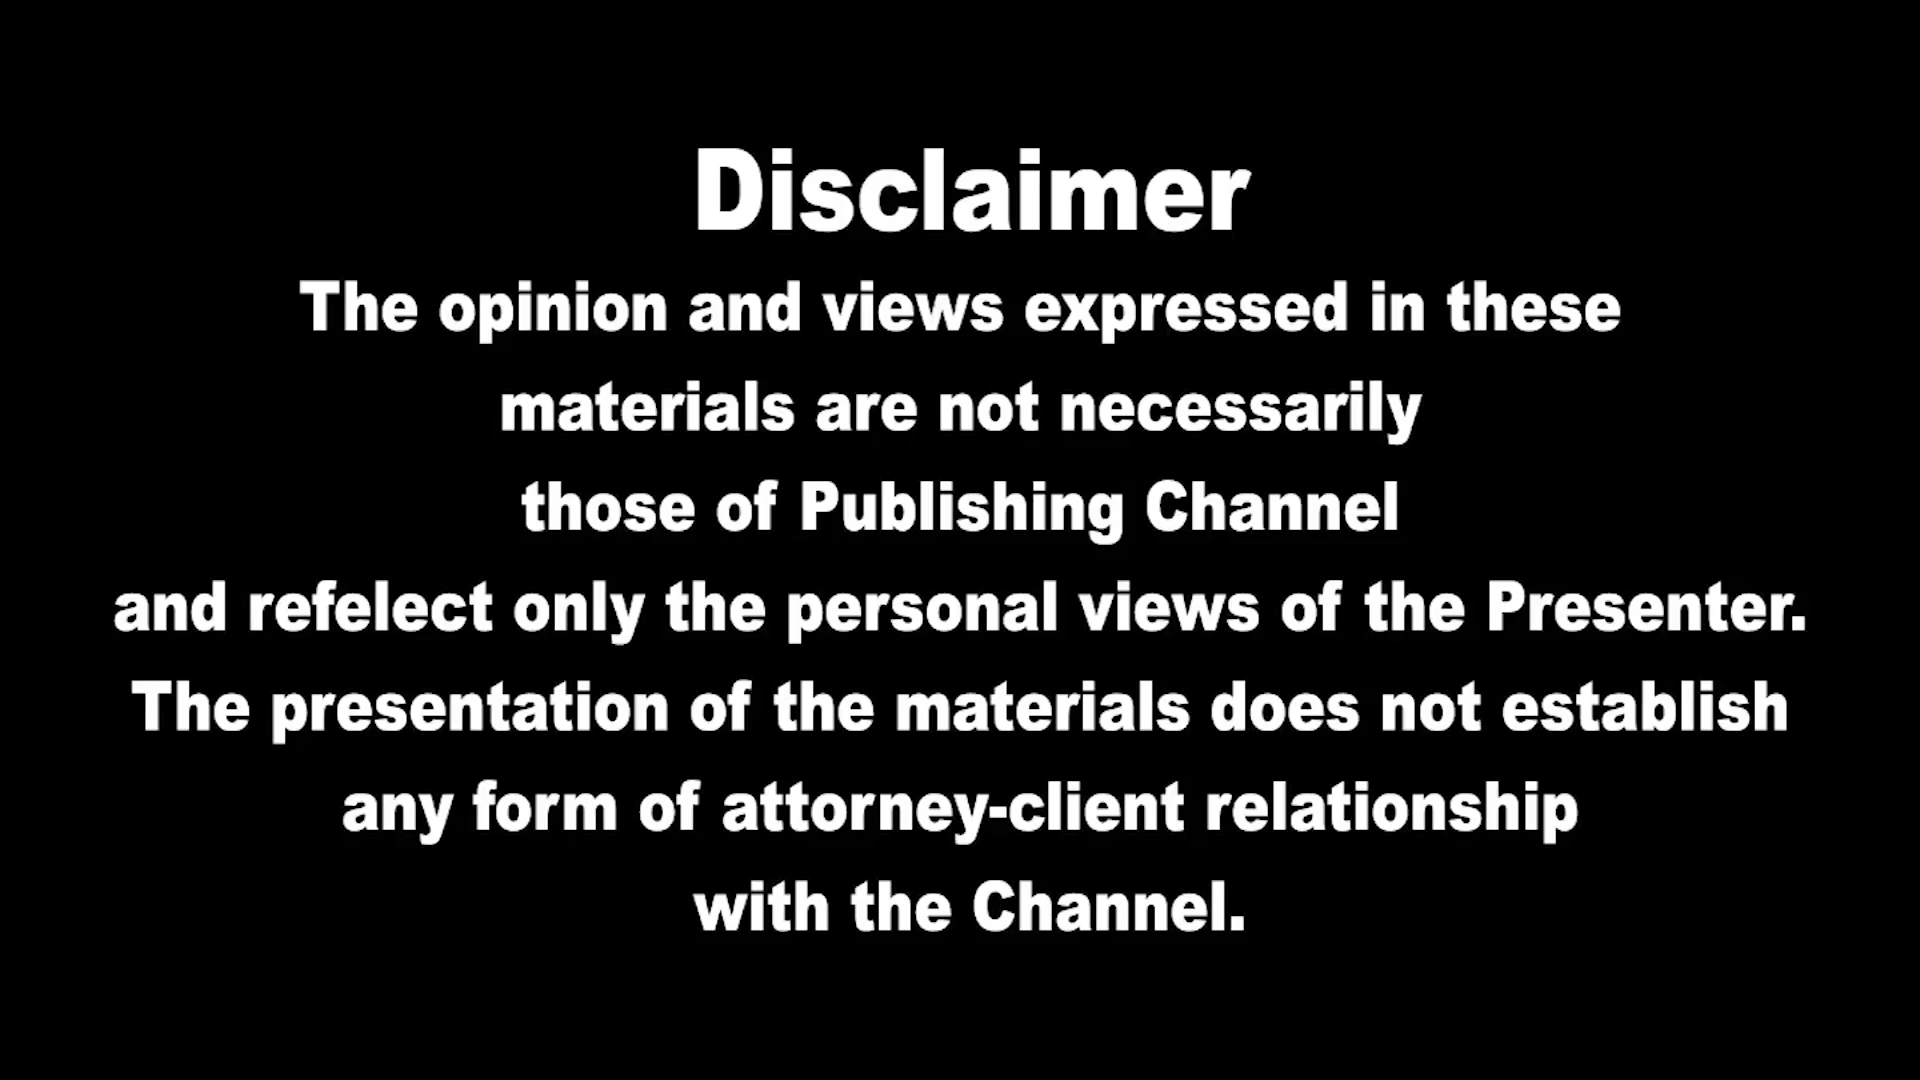 Disclaimer
The opinion and views expressed in these
materials are not necessarily
those of Publishing Channel
and refelect only the personal views of the Presenter.
The presentation of the materials does not establish
any form of attorney-client relationship
with the Channel.